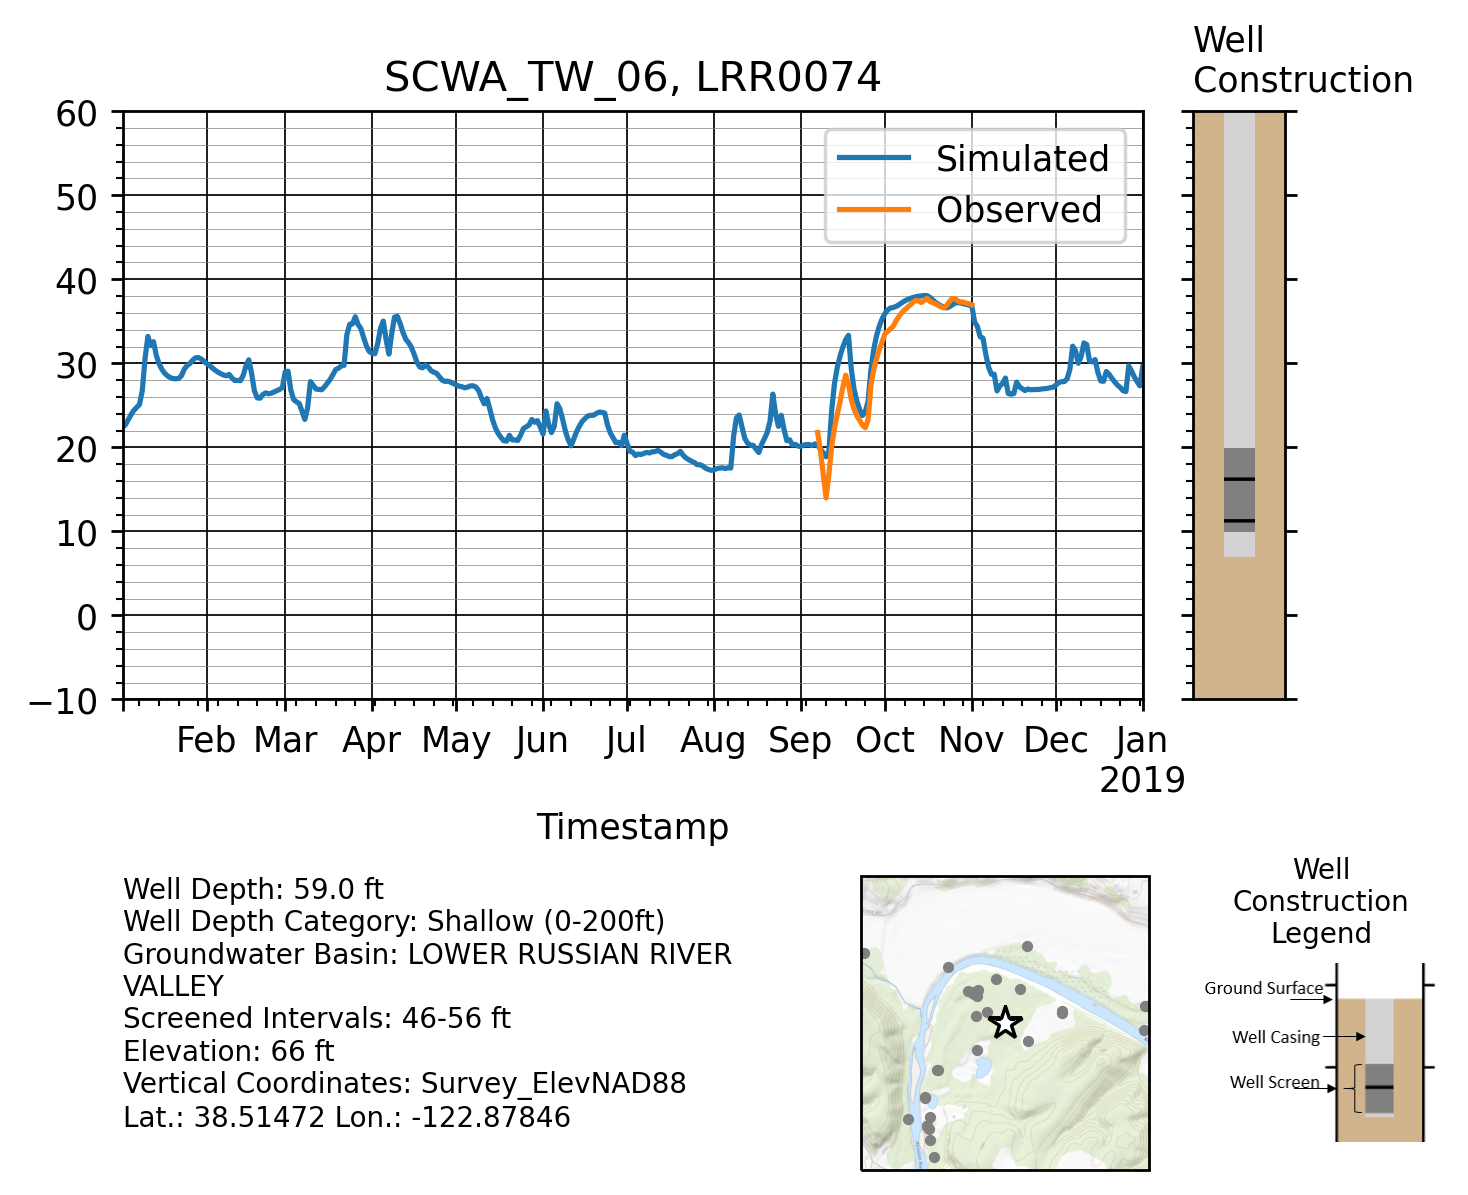 Well
Construction
SCWA_TW_06, LRR0074
60
50
40
30
20
10
0
−10
Simulated
Observed
Feb Mar Apr May Jun Jul Aug Sep Oct Nov Dec Jan
2019
Timestamp
Well Depth: 59.0 ft
Well Depth Category: Shallow (0-200ft)
Groundwater Basin: LOWER RUSSIAN RIVER
VALLEY
Screened Intervals: 46-56 ft
Elevation: 66 ft
Vertical Coordinates: Survey_ElevNAD88
Lat.: 38.51472 Lon.: -122.87846
Well
Construction
Legend
Ground Surface
Well Casing
Well Screen